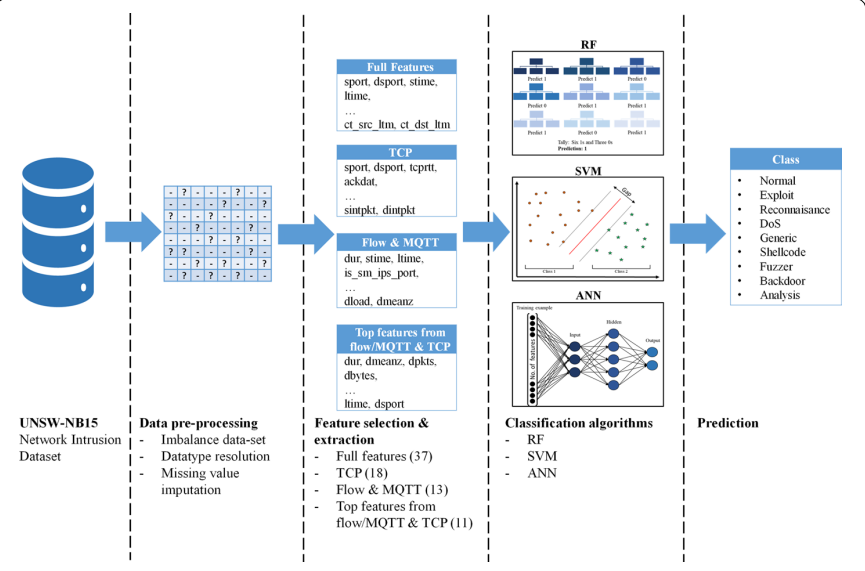 Full Features
sport, dsport, stime,
ltime,
...
ct_src_ltm, ct_dst_ltm
TCP
sport, dsport, tcprtt,
ackdat,
...
sintpkt, dintpkt
Flow & MQTT
dur, stime, ltime,
is_sm_ips_port,
...
dload, dmeanz
Top features from
flow/MQTT & TCP
dur, dmeanz, dpkts,
dbytes,
...
ltime, dsport
RF
Predict 1 Predict 1 Predict 0
Predict 0 Predict 1 Predict 1
Predict 1 Predict 0 Predict 1
Tally: Six 1s and Three 0s
Prediction: 1
SVM
Gap
Class 1 Class 2
ANN
Training example
No. of features
Input
Hidden
Output
Class
• Normal
• Exploit
• Reconnaisance
• DoS
• Generic
• Shellcode
• Fuzzer
• Backdoor
• Analysis
- ? - - - ? - -
- - - - ? - - ?
? - - ? - - - -
- - ? - - - ? -
- - - - ? - - -
? ? - - - ? - -
- - ? - - - - ?
- ? - - - ? - -
UNSW-NB15
Network Intrusion
Dataset
Data pre-processing
- Imbalance data-set
- Datatype resolution
- Missing value
imputation
Feature selection &
extraction
- Full features (37)
- TCP (18)
- Flow & MQTT (13)
- Top features from
flow/MQTT & TCP (11)
Classification algorithms
- RF
- SVM
- ANN
Prediction